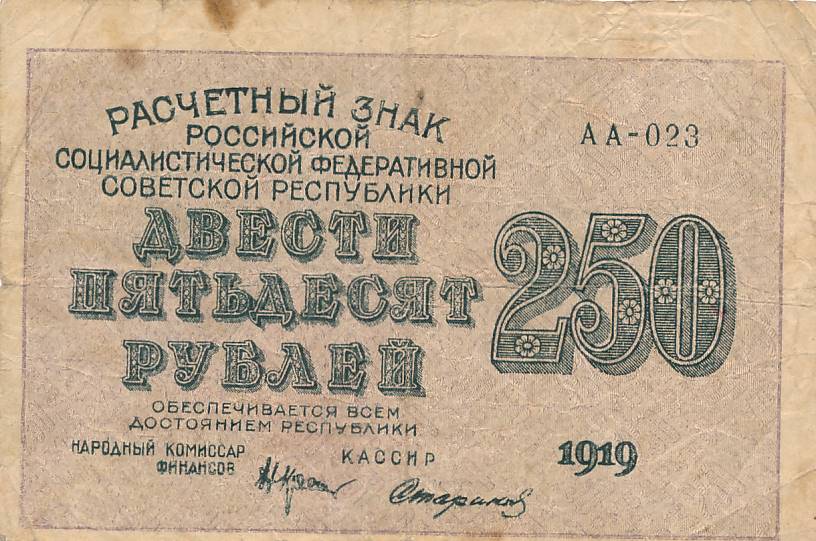 РАСЧЕТНЫЙ ЗНАК
РОССИЙСКОЙ
СОЦИАЛИСТИЧЕСКОЙ ФЕДЕРАТИВНОЙ
СОВЕТСКОЙ РЕСПУБЛИКИ
АА-023
ДВЕСТИ
ПЯТЬДЕСЯТ
РУБЛЕЙ
250
ОБЕСПЕЧИВАЕТСЯ ВСЕМ
ДОСТОЯНИЕМ РЕСПУБЛИКИ
НАРОДНЫЙ КОМИССАР
ФИНАНСОВ
КАССИР
1919
Стариков